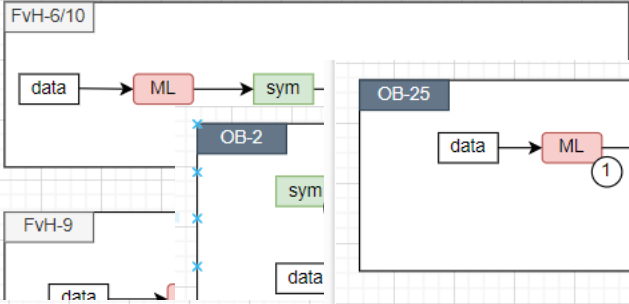 FvH-6/10
data
ML
sym
OB-25
data
ML
1
OB-2
sym
data
FvH-9
data